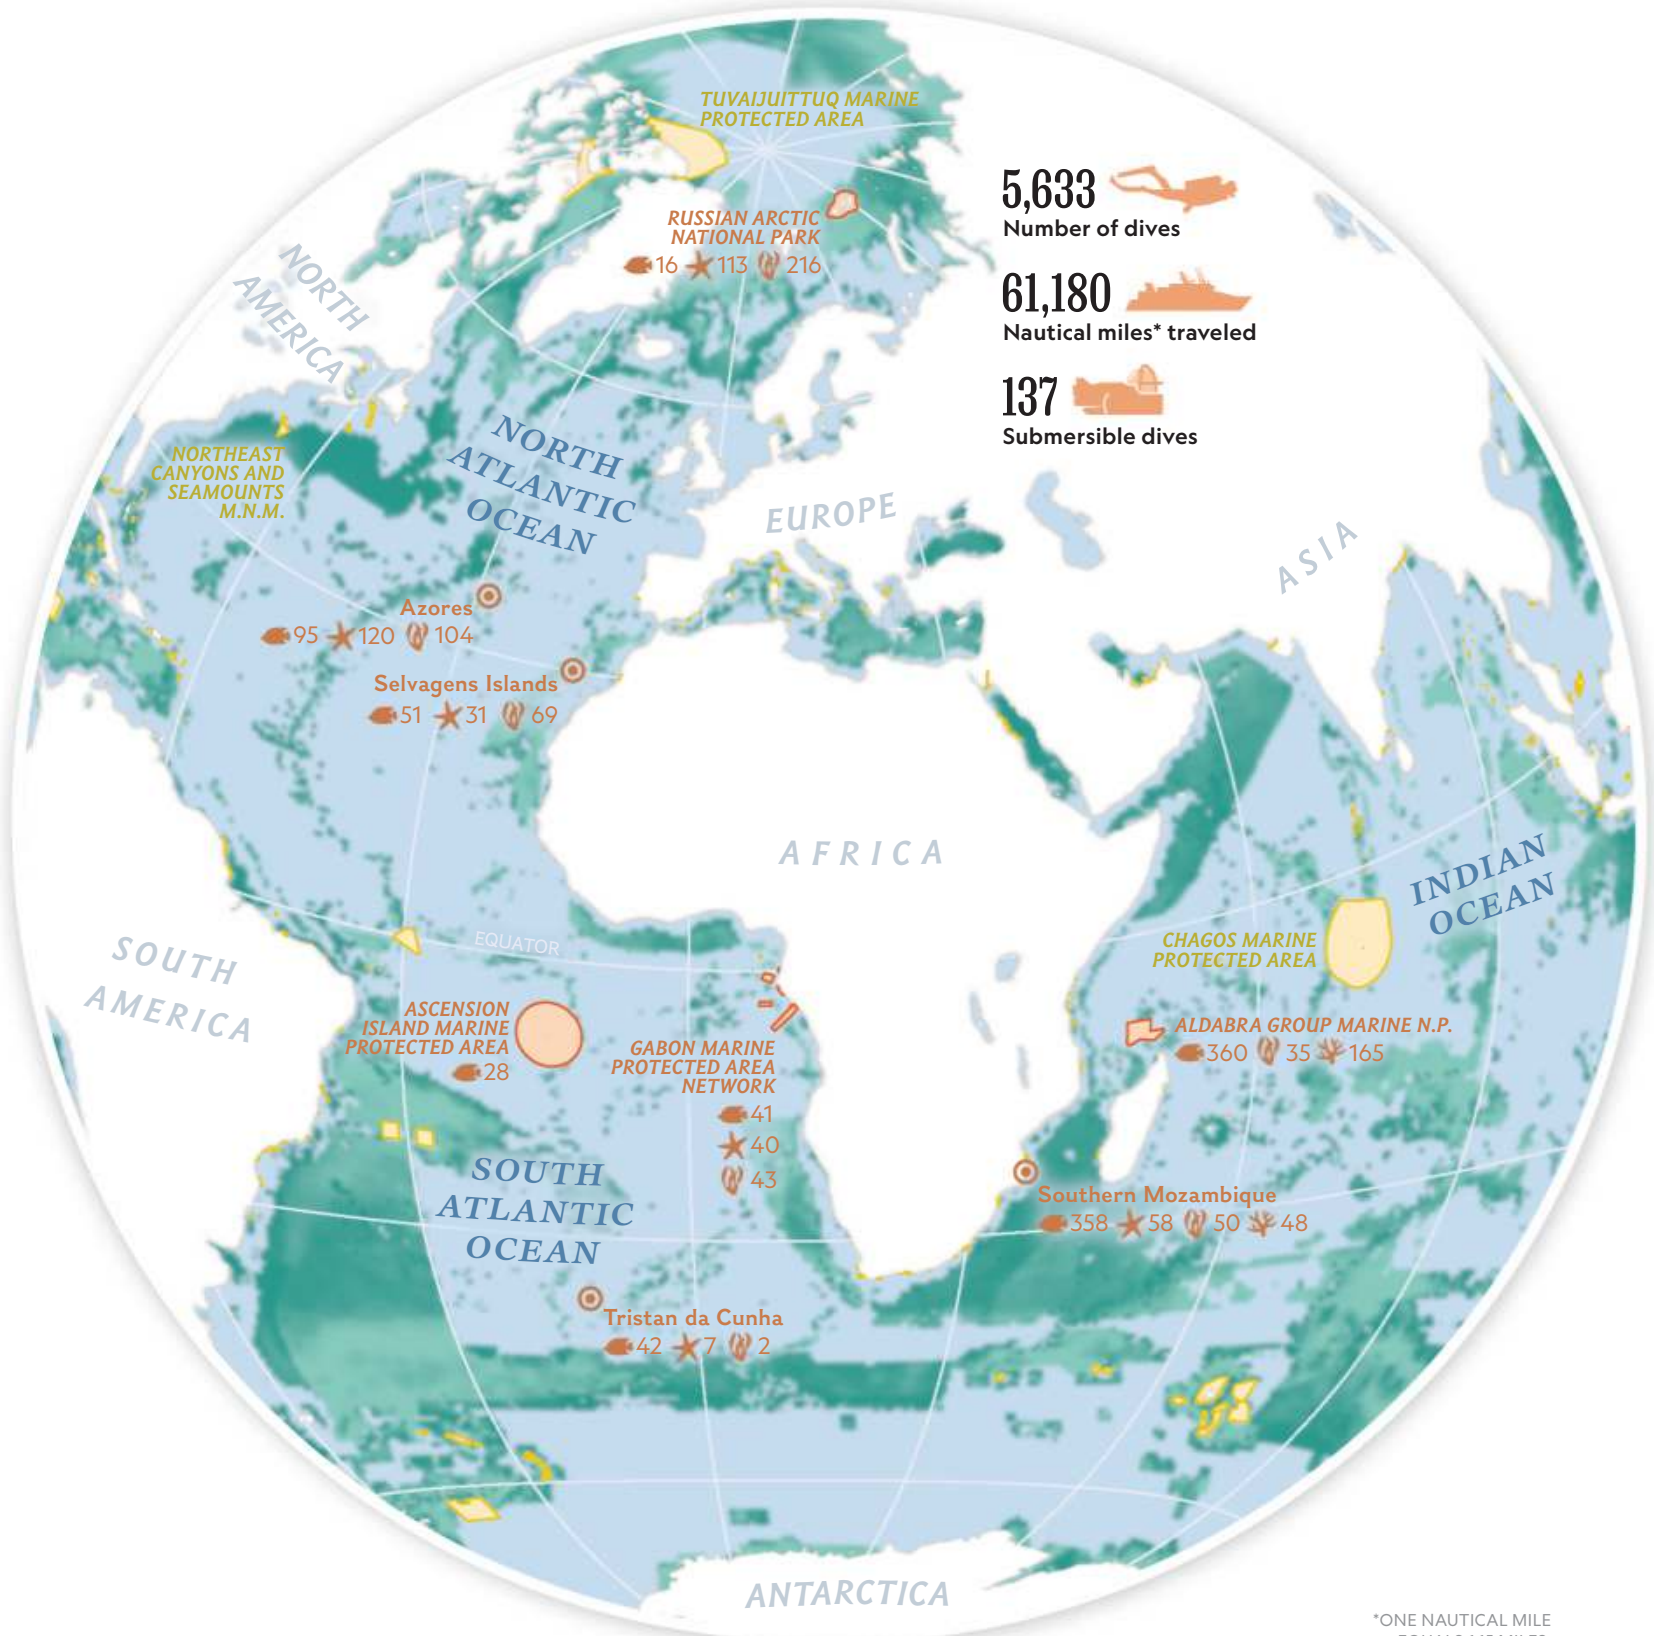 TUVAIJUITTUQ MARINE
PROTECTED AREA
5,633
Number of dives
RUSSIAN ARCTIC
NATIONAL PARK
16 113 216
61,180
Nautical miles* traveled
NORTH
AMERICA
137
Submersible dives
NORTHEAST
CANYONS AND
SEAMOUNTS
M.N.M.
NORTH
ATLANTIC
OCEAN
EUROPE
ASIA
Azores
95 120 104
Selvagens Islands
51 31 69
AFRICA
INDIAN
OCEAN
EQUATOR
SOUTH
AMERICA
CHAGOS MARINE
PROTECTED AREA
ASCENSION
ISLAND MARINE
PROTECTED AREA
28
GABON MARINE
PROTECTED AREA
NETWORK
41
40
43
ALDABRA GROUP MARINE N.P.
360 35 165
SOUTH
ATLANTIC
OCEAN
Southern Mozambique
358 58 50 48
Tristan da Cunha
42 7 2
ANTARCTICA
*ONE NAUTICAL MILE